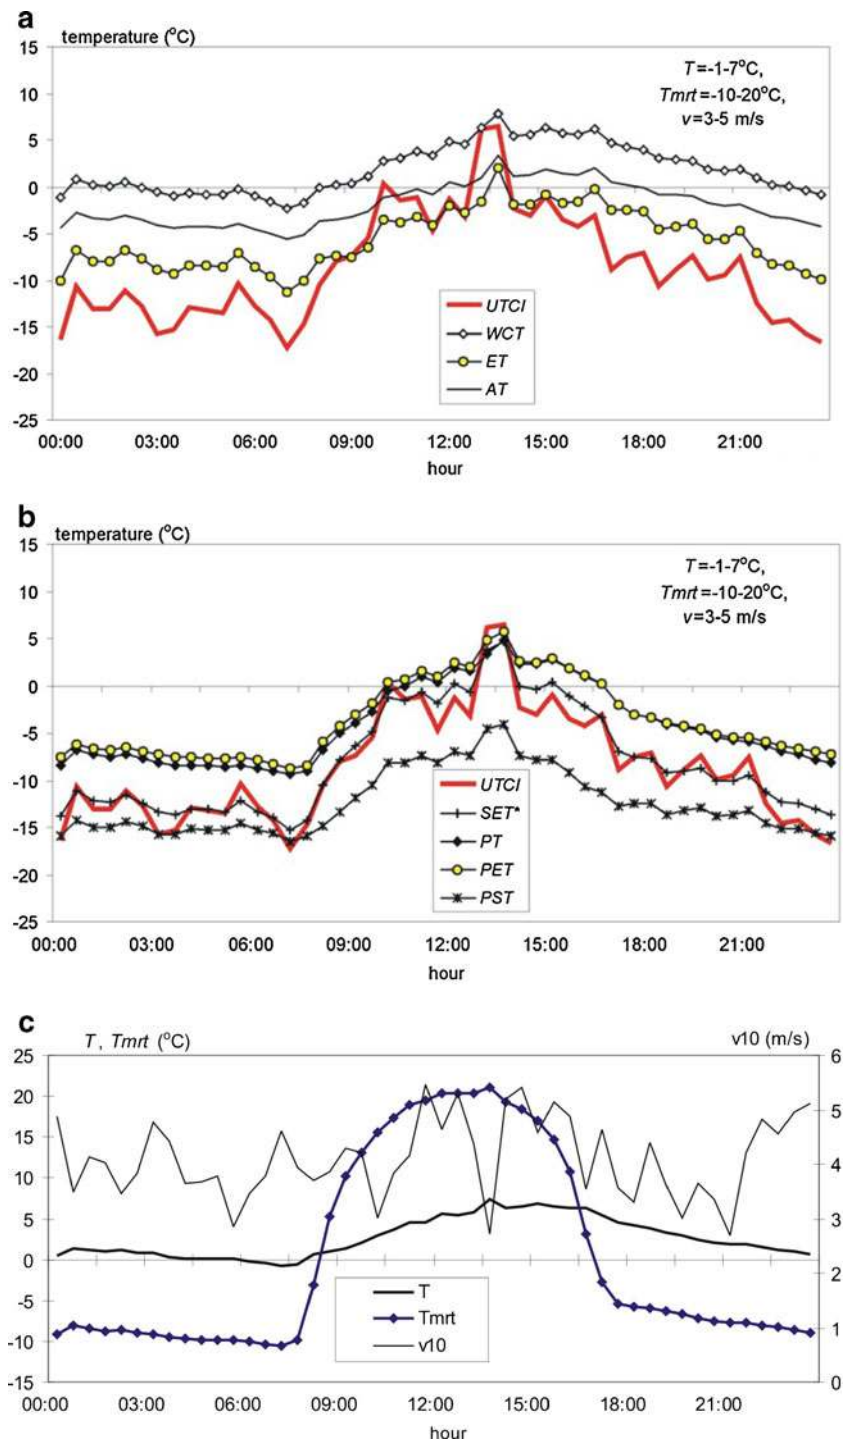 a
temperature (°C)
15
10
5
0
-5
-10
-15
-20
-25
T=-1-7°C,
Tmrt=-10-20°C,
v=3-5 m/s
UTCI
WCT
ET
AT
00:00 03:00 06:00 09:00 12:00 15:00 18:00 21:00
hour
b
temperature (°C)
15
10
5
0
-5
-10
-15
-20
-25
T=-1-7°C,
Tmrt=-10-20°C,
v=3-5 m/s
UTCI
SET*
PT
PET
PST
00:00 03:00 06:00 09:00 12:00 15:00 18:00 21:00
hour
c
T, Tmrt (°C) v10 (m/s)
25 6
20 5
15
10 4
5 3
0
-5 2
-10 1
-15 0
T
Tmrt
v10
00:00 03:00 06:00 09:00 12:00 15:00 18:00 21:00
hour